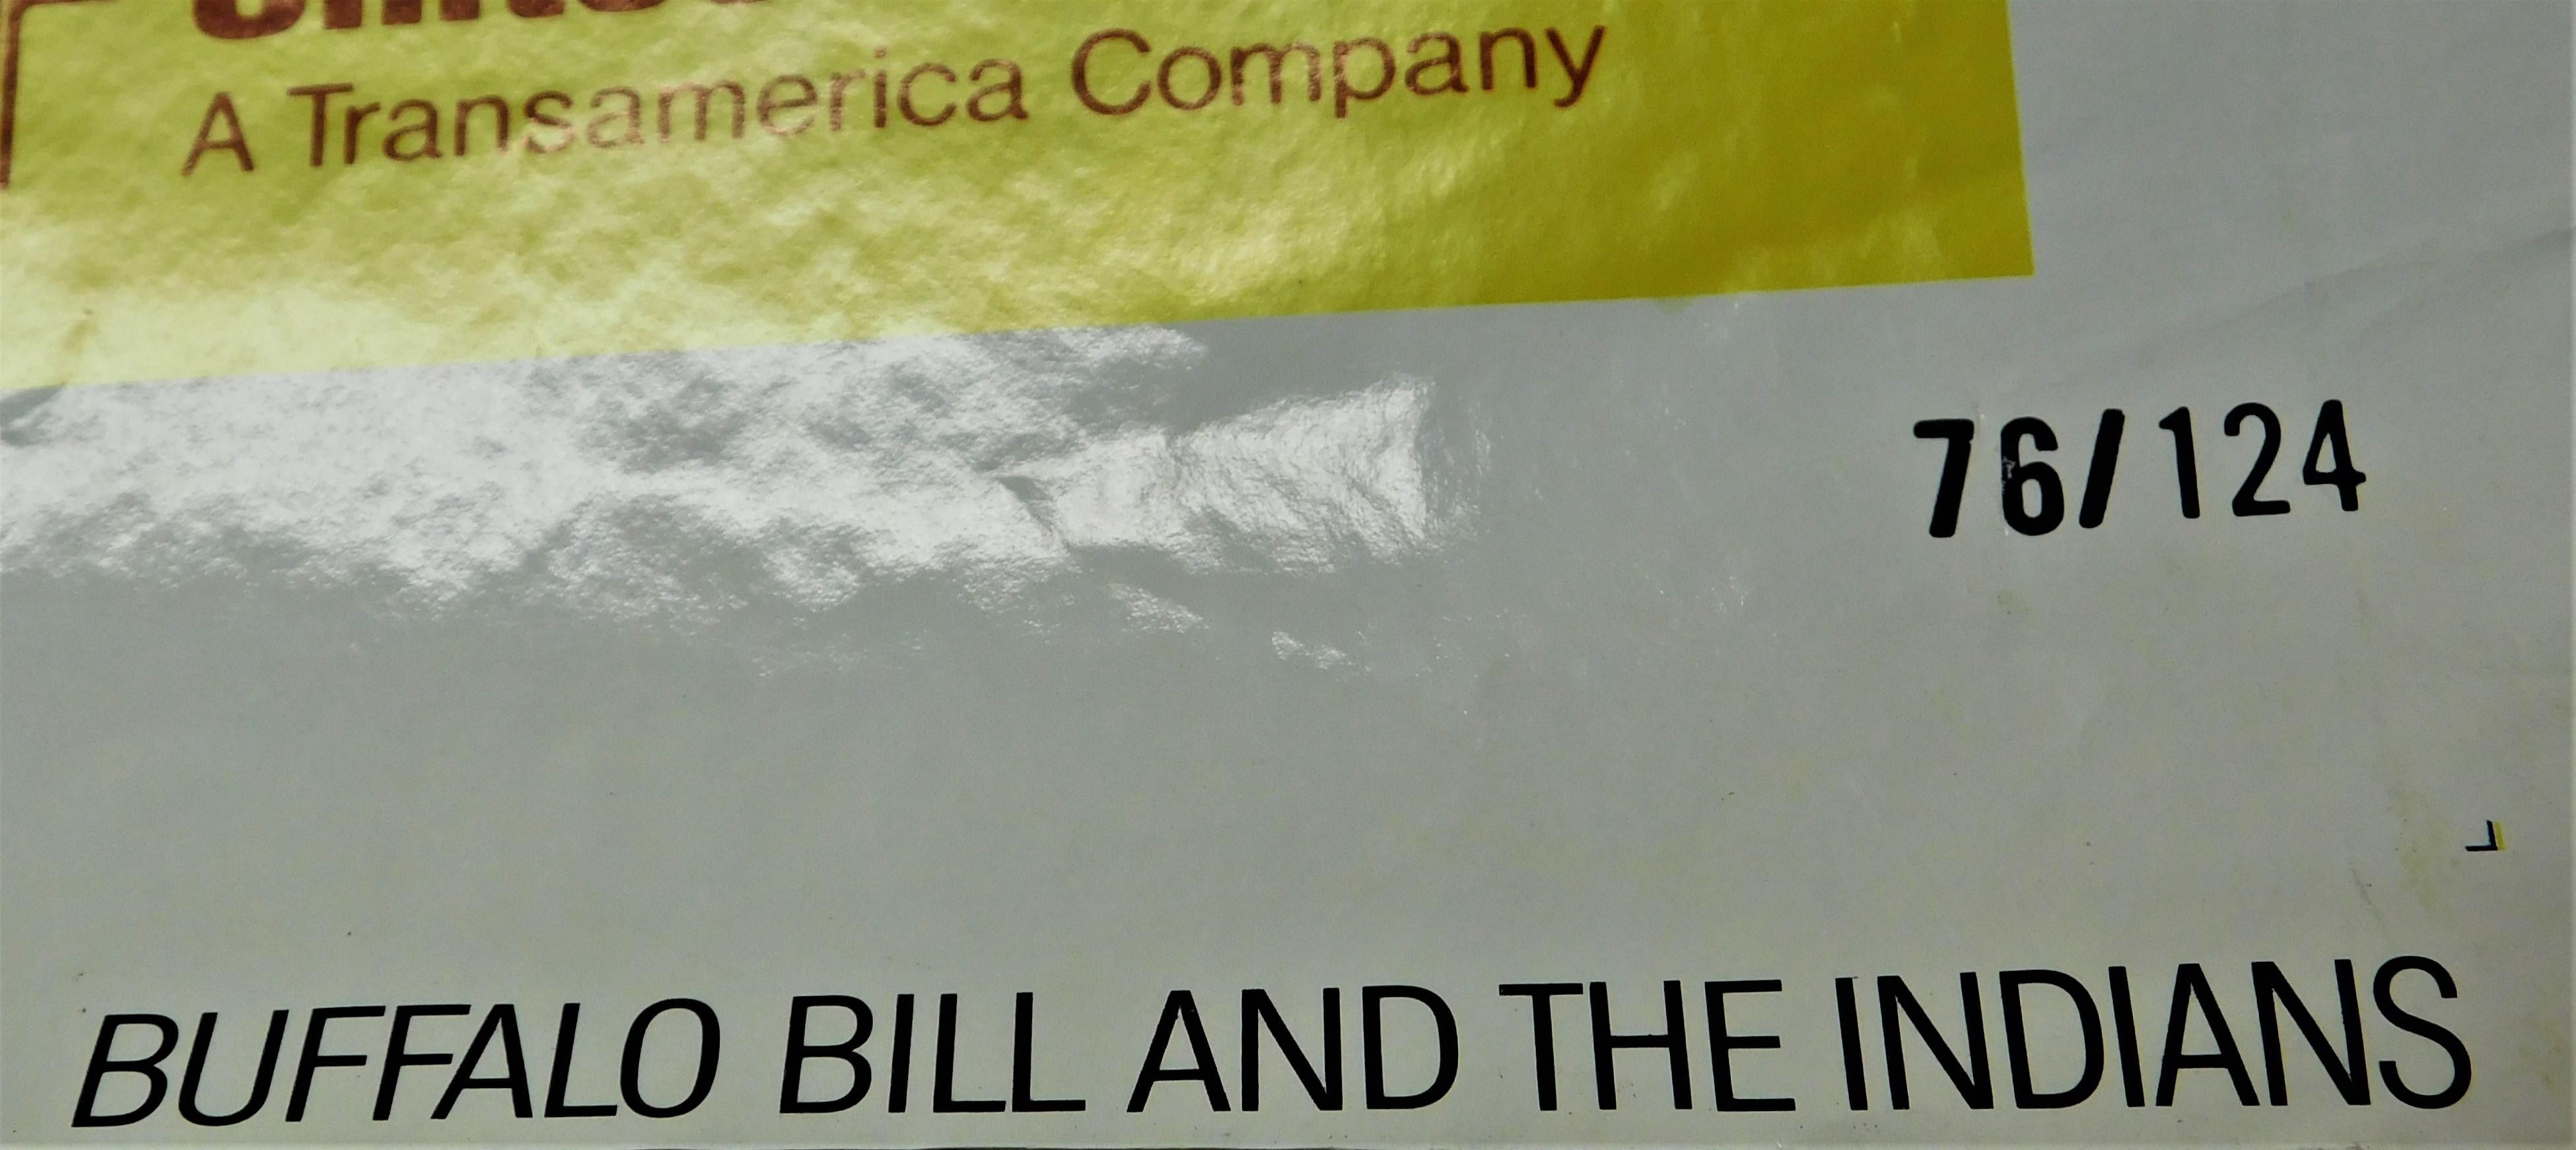 A Transamerica Company
76/124
BUFFALO BILL AND THE INDIANS